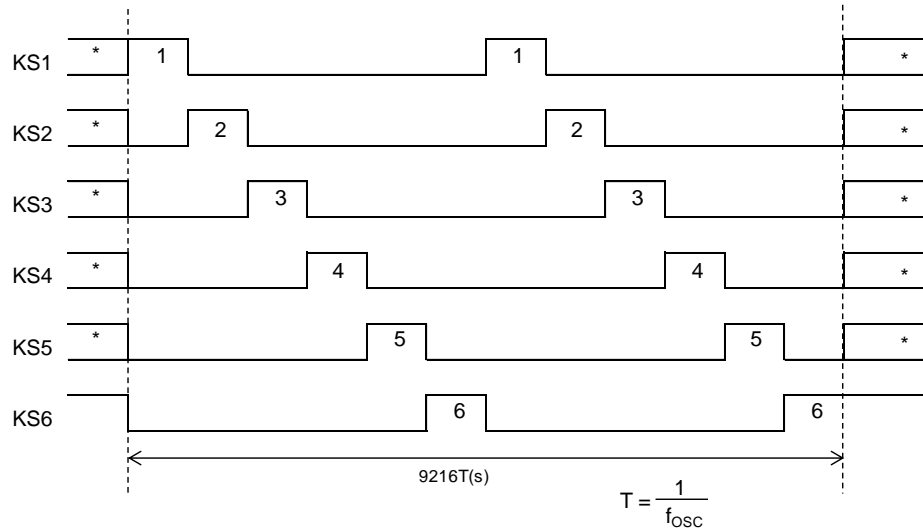 KS1 * 1 1 *
KS2 * 2 2 *
KS3 * 3 3 *
KS4 * 4 4 *
KS5 * 5 5 *
KS6 6 6
9216T(s)
T = 1 / fOSC